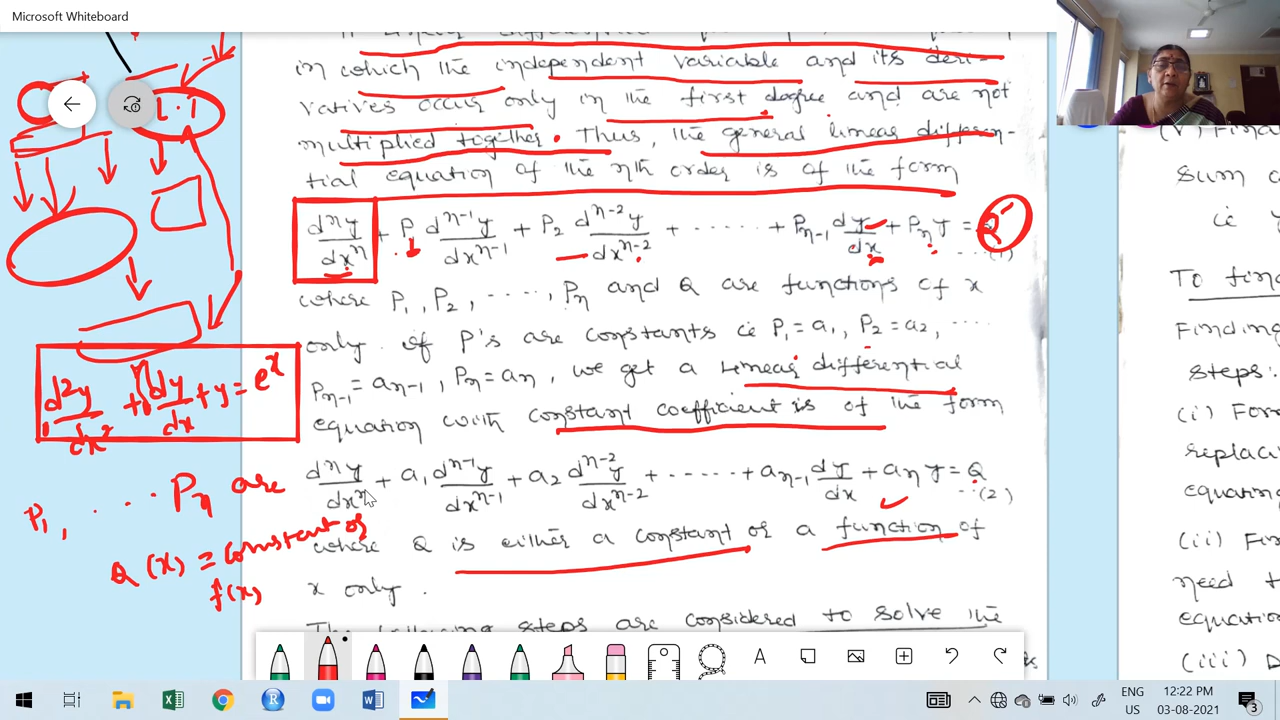 Microsoft Whiteboard
in which the independent variable and its deri-
vatives occur only in the first degree and are not
multiplied together. Thus, the general linear differen-
tial equation of the nth order is of the form
dⁿy/dxⁿ + P₁ dⁿ⁻¹y/dxⁿ⁻¹ + P₂ dⁿ⁻²y/dxⁿ⁻² + ...... + Pₙ₋₁ dy/dx + Pₙ y = Q
...(1)
where P₁, P₂, ....., Pₙ and Q are functions of x
only. if P's are constants ie P₁ = a₁, P₂ = a₂, ....
Pₙ₋₁ = aₙ₋₁, Pₙ = aₙ, we get a linear differential
equation with constant coefficient is of the form
dⁿy/dxⁿ + a₁ dⁿ⁻¹y/dxⁿ⁻¹ + a₂ dⁿ⁻²y/dxⁿ⁻² + ...... + aₙ₋₁ dy/dx + aₙ y = Q
...(2)
where Q is either a constant or a function of
x only.
The following steps are considered to solve the
d²y/dx² + dy/dx + y = eˣ
P₁, ... Pₙ are
Q(x) = constant or
f(x)
(v) Find
sum
ie y
To find
Finding
steps:
(i) For
replac
equation
(ii) Fin
need t
equation
(iii)
ENG
US
12:22 PM
03-08-2021
3